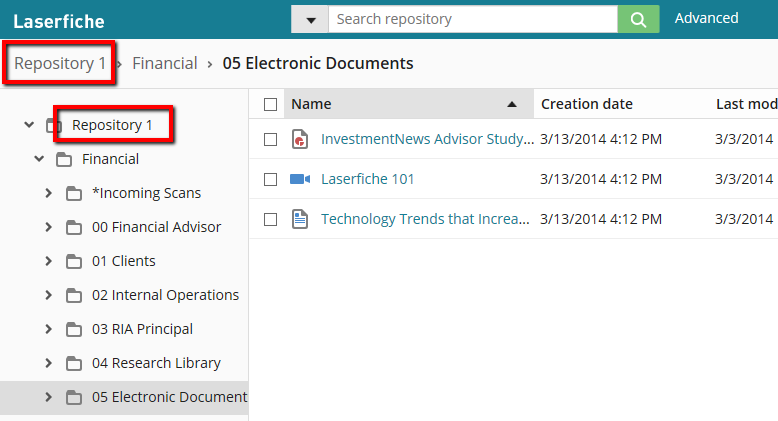 Laserfiche
Search repository
Advanced
Repository 1 › Financial › 05 Electronic Documents
Repository 1
Financial
*Incoming Scans
00 Financial Advisor
01 Clients
02 Internal Operations
03 RIA Principal
04 Research Library
05 Electronic Document
Name Creation date Last mod
InvestmentNews Advisor Study... 3/13/2014 4:12 PM 3/3/2014
Laserfiche 101 3/13/2014 4:12 PM 3/3/2014
Technology Trends that Increa... 3/13/2014 4:12 PM 3/3/2014